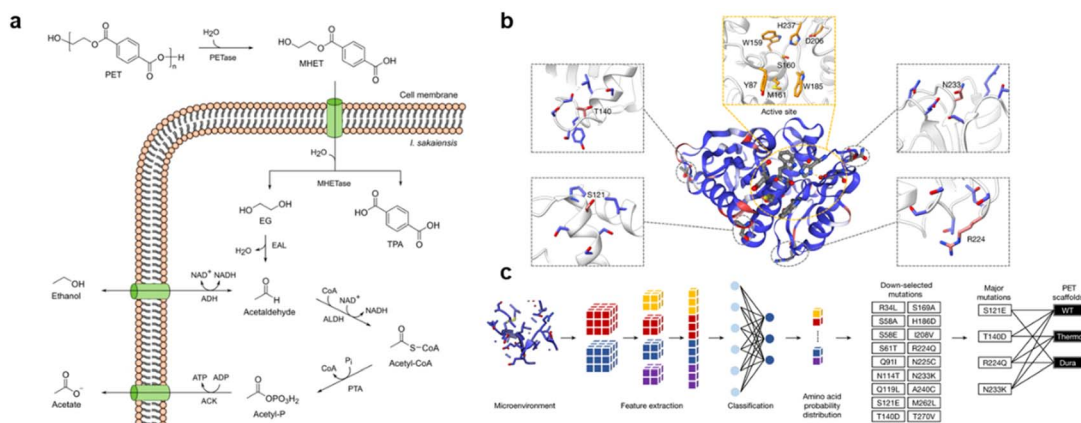 a
HO
O
O
O
O
H
n
PET
H₂O
PETase
HO
O
O
OH
O
MHET
Cell membrane
I. sakaiensis
H₂O
MHETase
HO
OH
EG
HO
O
OH
O
TPA
H₂O
EAL
OH
Ethanol
NAD⁺ NADH
ADH
O
H
Acetaldehyde
CoA
NAD⁺
NADH
ALDH
O
S-CoA
Acetyl-CoA
CoA
Pi
PTA
O
O⁻
Acetate
ATP ADP
ACK
O
OPO₃H₂
Acetyl-P
b
H237
W159
D206
S160
Y87
M161
W185
Active site
T140
N233
S121
R224
c
Microenvironment
Feature extraction
Classification
Amino acid
probability
distribution
Down-selected
mutations
R34L S169A
S58A H186D
S58E I208V
S61T R224Q
Q91I N225C
N114T N233K
Q119L A240C
S121E M262L
T140D T270V
Major
mutations
S121E
T140D
R224Q
N233K
PET
scaffolds
WT
Thermo
Dura